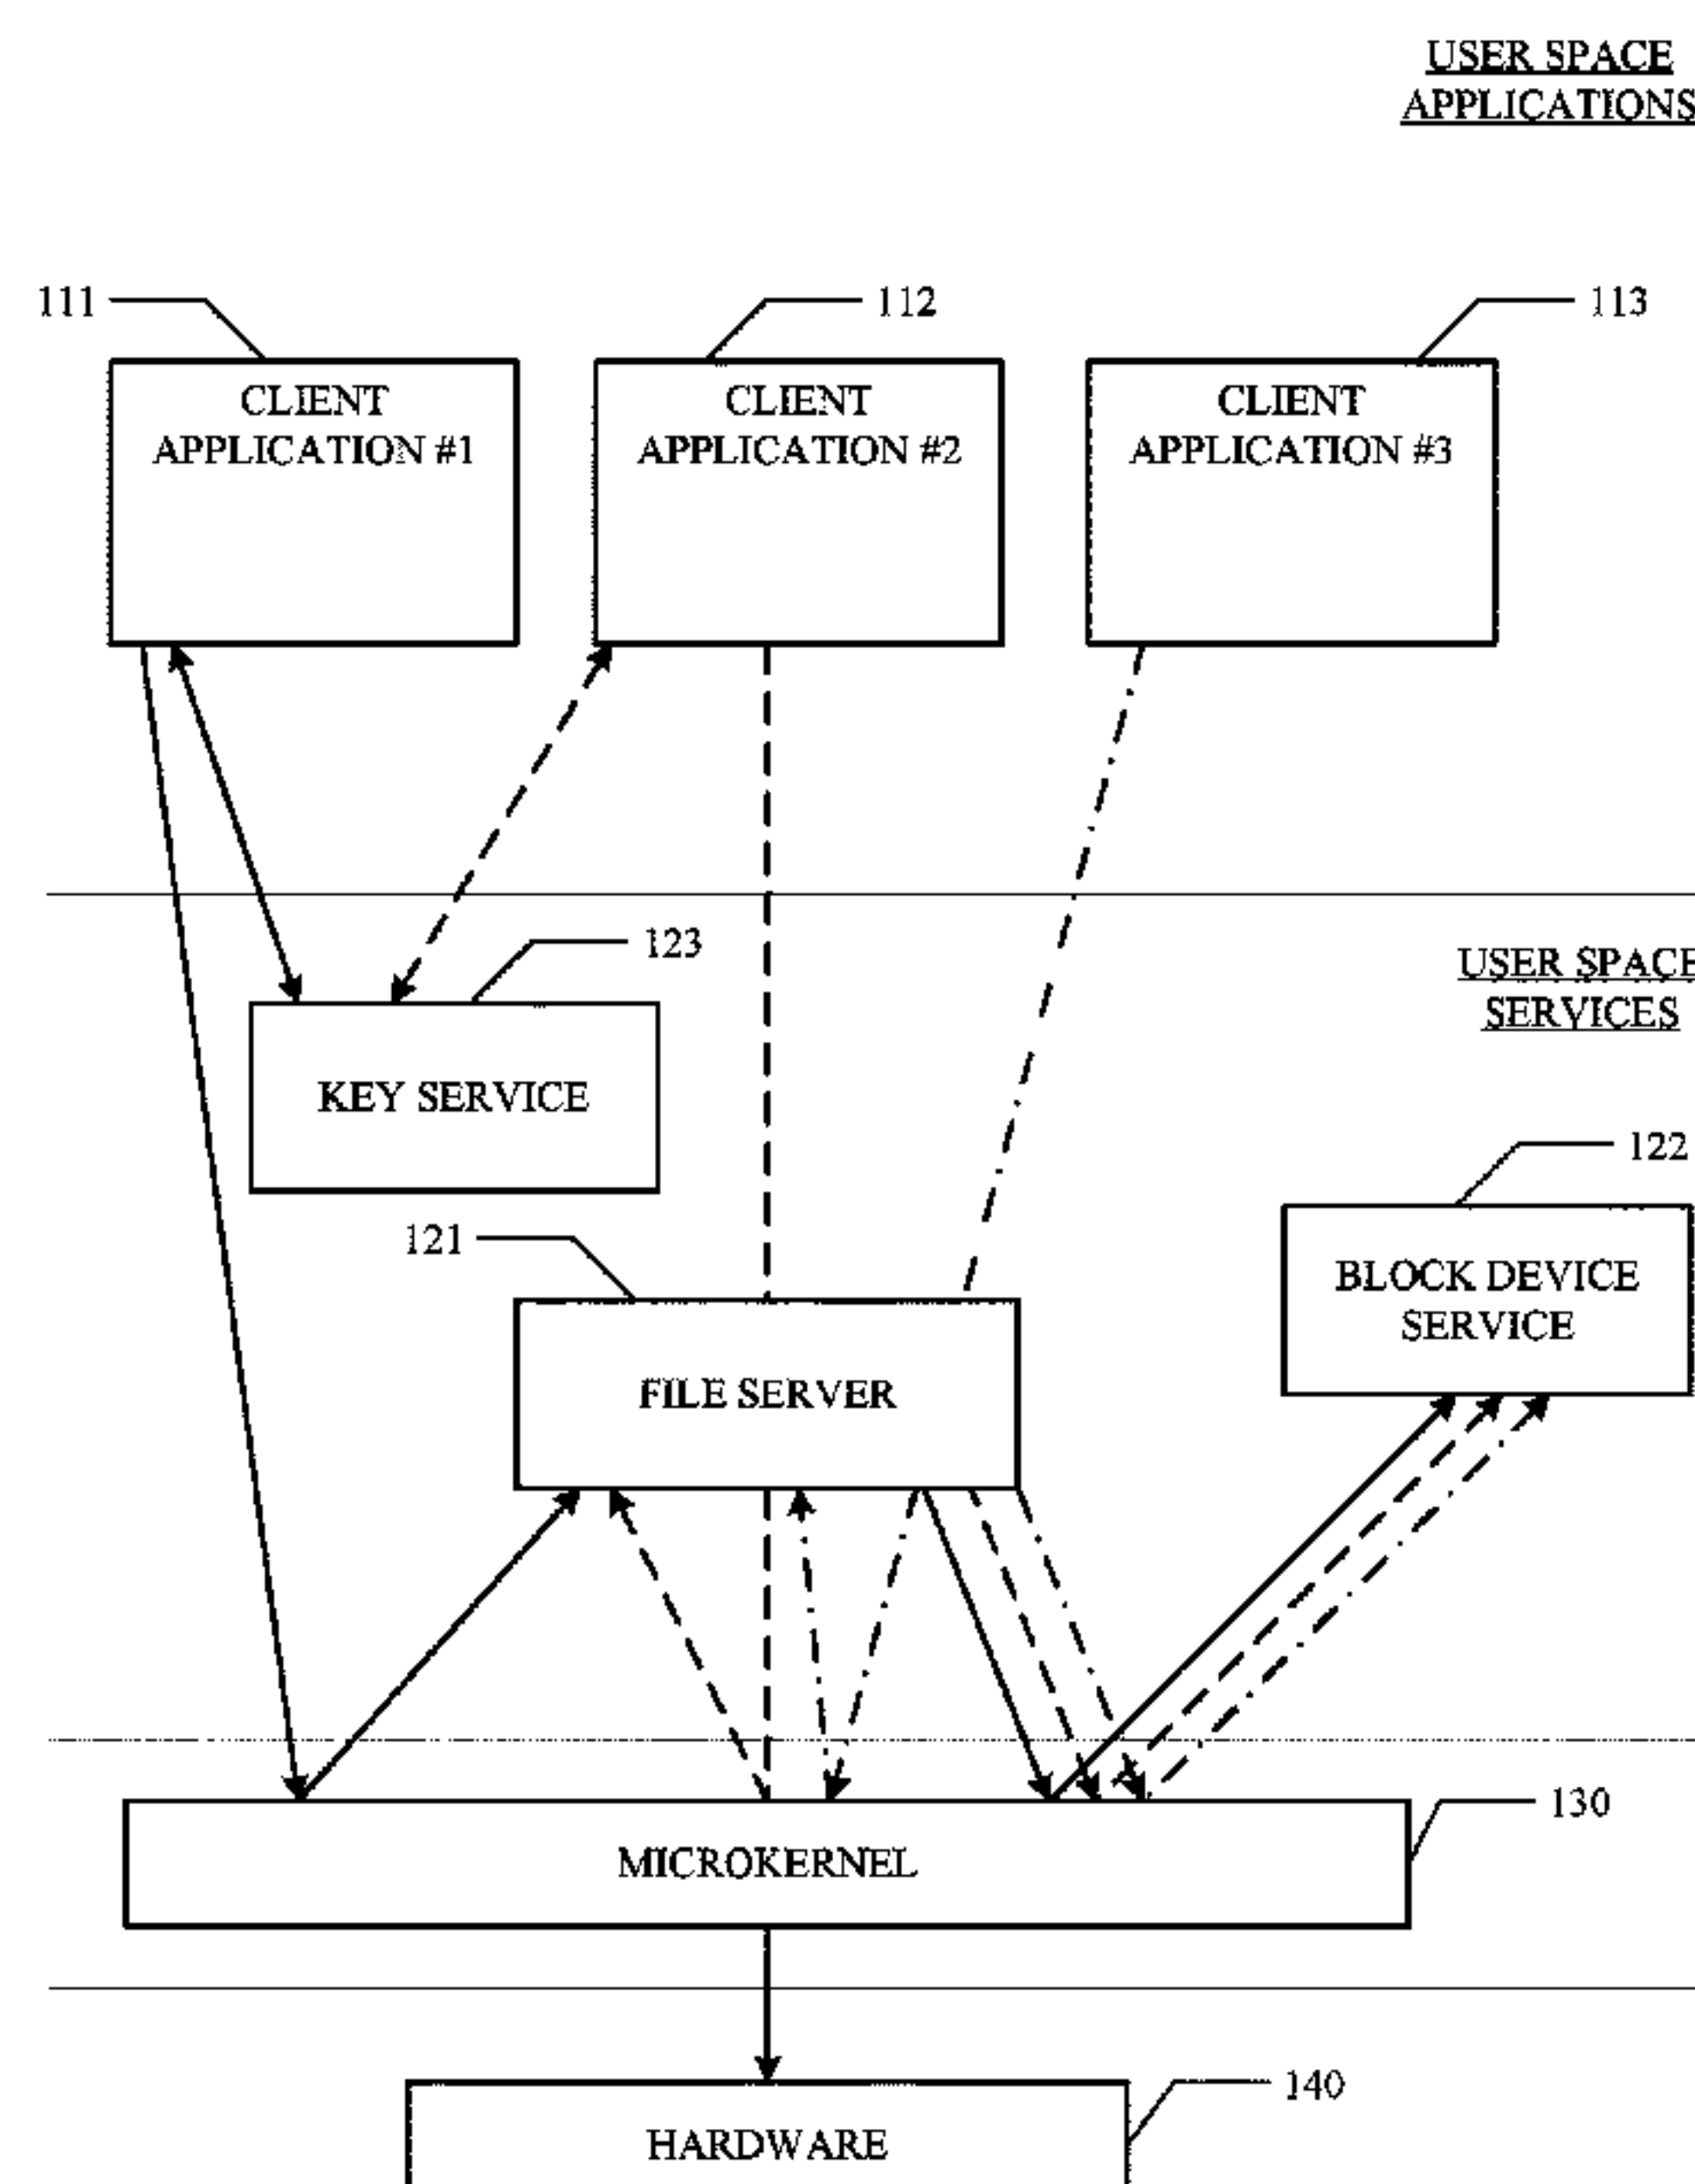 USER SPACE
APPLICATIONS
111
112
113
CLIENT
APPLICATION #1
CLIENT
APPLICATION #2
CLIENT
APPLICATION #3
123
USER SPACE
SERVICES
KEY SERVICE
122
121
BLOCK DEVICE
SERVICE
FILE SERVER
130
MICROKERNEL
140
HARDWARE